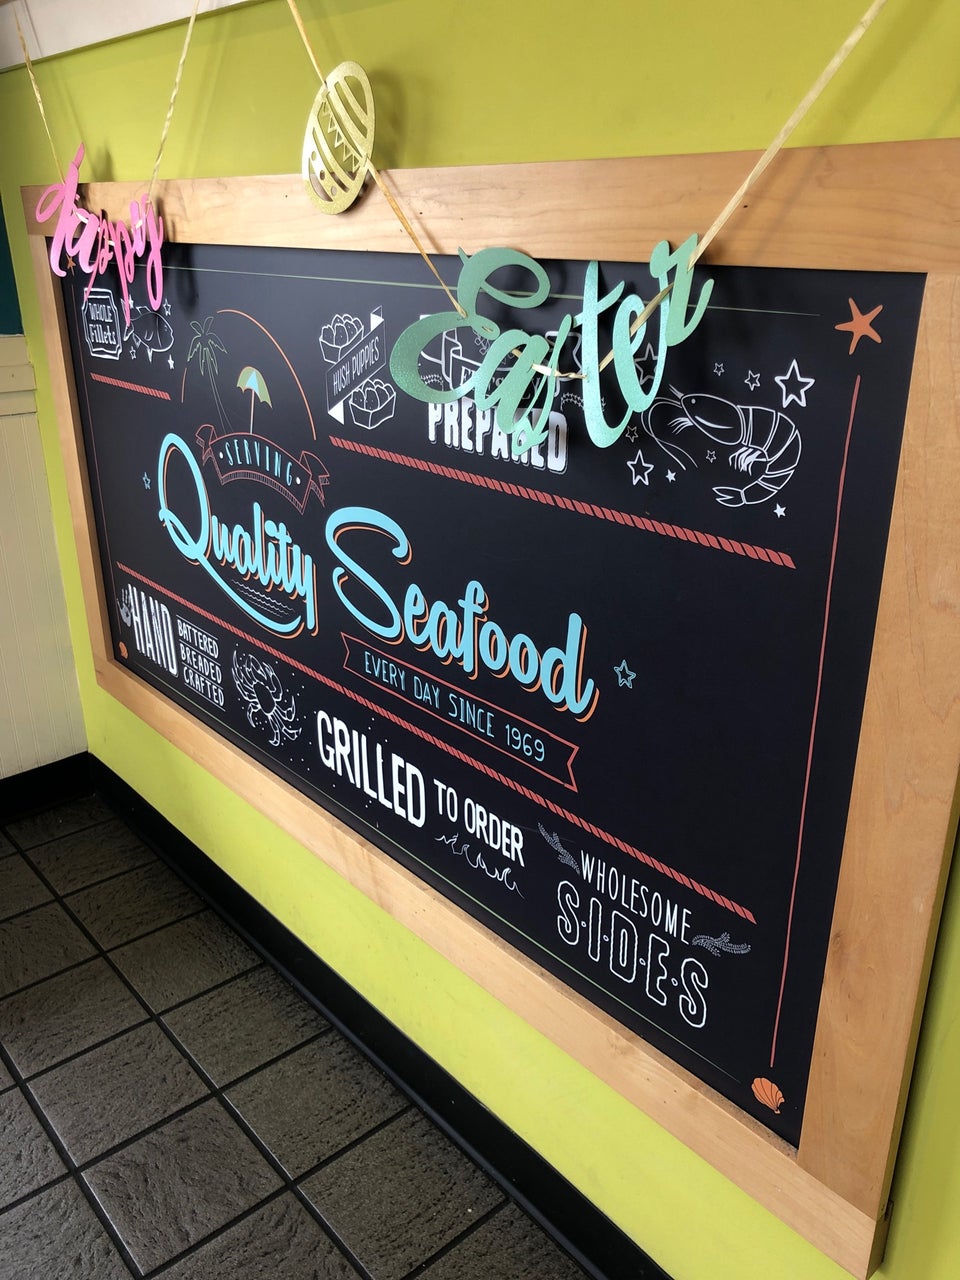 happy
Easter
WHOLE
Fillets
HUSH PUPPIES
PREPARED
SERVING
Quality Seafood
EVERY DAY SINCE 1969
HAND
BATTERED
BREADED
CRAFTED
GRILLED TO ORDER
WHOLESOME
SIDES